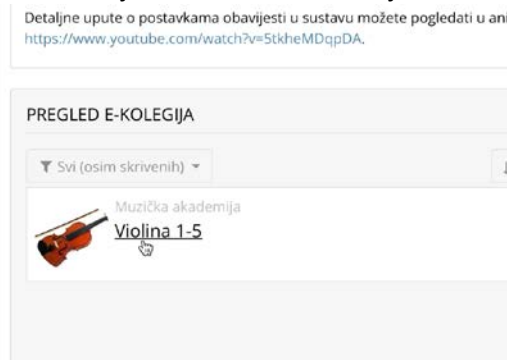 Detaljne upute o postavkama obavijesti u sustavu možete pogledati u
https://www.youtube.com/watch?v=5tkheMDqpDA.
PREGLED E-KOLEGIJA
Svi (osim skrivenih)
Muzička akademija
Violina 1-5